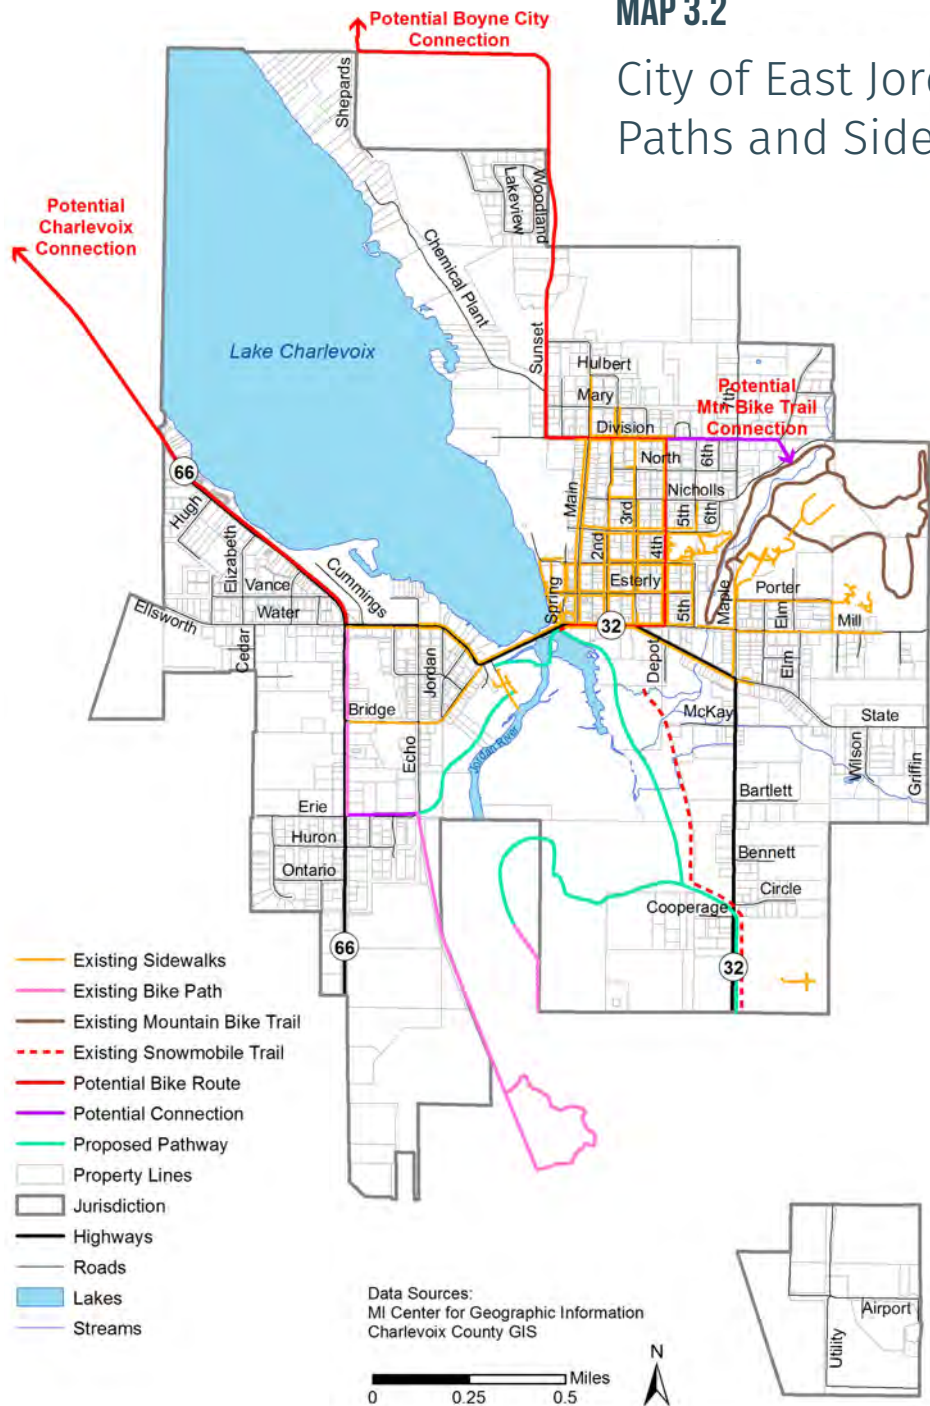 MAP 3.2
City of East Jor
Paths and Side
Potential Boyne City
Connection
Potential
Charlevoix
Connection
Shepards
Lakeview
Woodland
Chemical Plant
Lake Charlevoix
Sunset
Hulbert
Mary
7th
Potential
Mtn Bike Trail
Connection
Division
North
6th
Nicholls
Main
3rd
5th
6th
2nd
4th
66
Hugh
Elizabeth
Vance
Cummings
Water
Ellsworth
Cedar
Spring
Esterly
5th
Maple
Porter
Elm
Mill
32
Depot
Elm
Jordan
Bridge
McKay
State
Echo
Jordan River
Wilson
Griffin
Bartlett
Erie
Huron
Bennett
Ontario
Circle
Cooperage
66
32
Existing Sidewalks
Existing Bike Path
Existing Mountain Bike Trail
Existing Snowmobile Trail
Potential Bike Route
Potential Connection
Proposed Pathway
Property Lines
Jurisdiction
Highways
Roads
Lakes
Streams
Data Sources:
MI Center for Geographic Information
Charlevoix County GIS
Miles
0 0.25 0.5
N
Airport
Utility